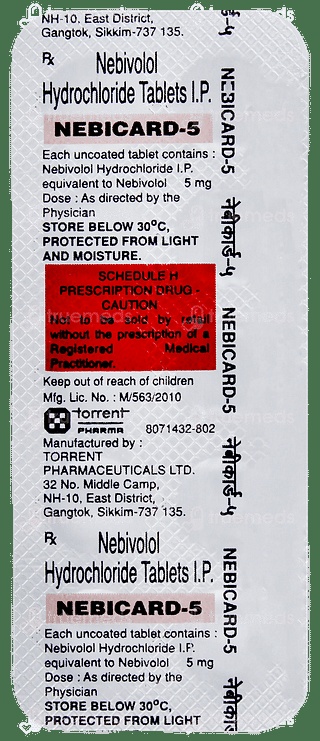 NH-10, East District,
Gangtok, Sikkim-737 135.
Rx Nebivolol
Hydrochloride Tablets I.P.
NEBICARD-5
Each uncoated tablet contains :
Nebivolol Hydrochloride I.P.
equivalent to Nebivolol 5 mg
Dose : As directed by the
Physician
STORE BELOW 30°C,
PROTECTED FROM LIGHT
AND MOISTURE.
SCHEDULE H
PRESCRIPTION DRUG -
CAUTION
Not to be sold by retail
without the prescription of a
Registered Medical
Practitioner.
Keep out of reach of children
Mfg. Lic. No. : M/563/2010
torrent
PHARMA 8071432-802
Manufactured by :
TORRENT
PHARMACEUTICALS LTD.
32 No. Middle Camp,
NH-10, East District,
Gangtok, Sikkim-737 135.
Rx Nebivolol
Hydrochloride Tablets I.P.
NEBICARD-5
Each uncoated tablet contains :
Nebivolol Hydrochloride I.P.
equivalent to Nebivolol 5 mg
Dose : As directed by the
Physician
STORE BELOW 30°C,
PROTECTED FROM LIGHT
NEBICARD-5 नेबीकार्ड-५ NEBICARD-5 नेबीकार्ड-५ NEBICARD-5